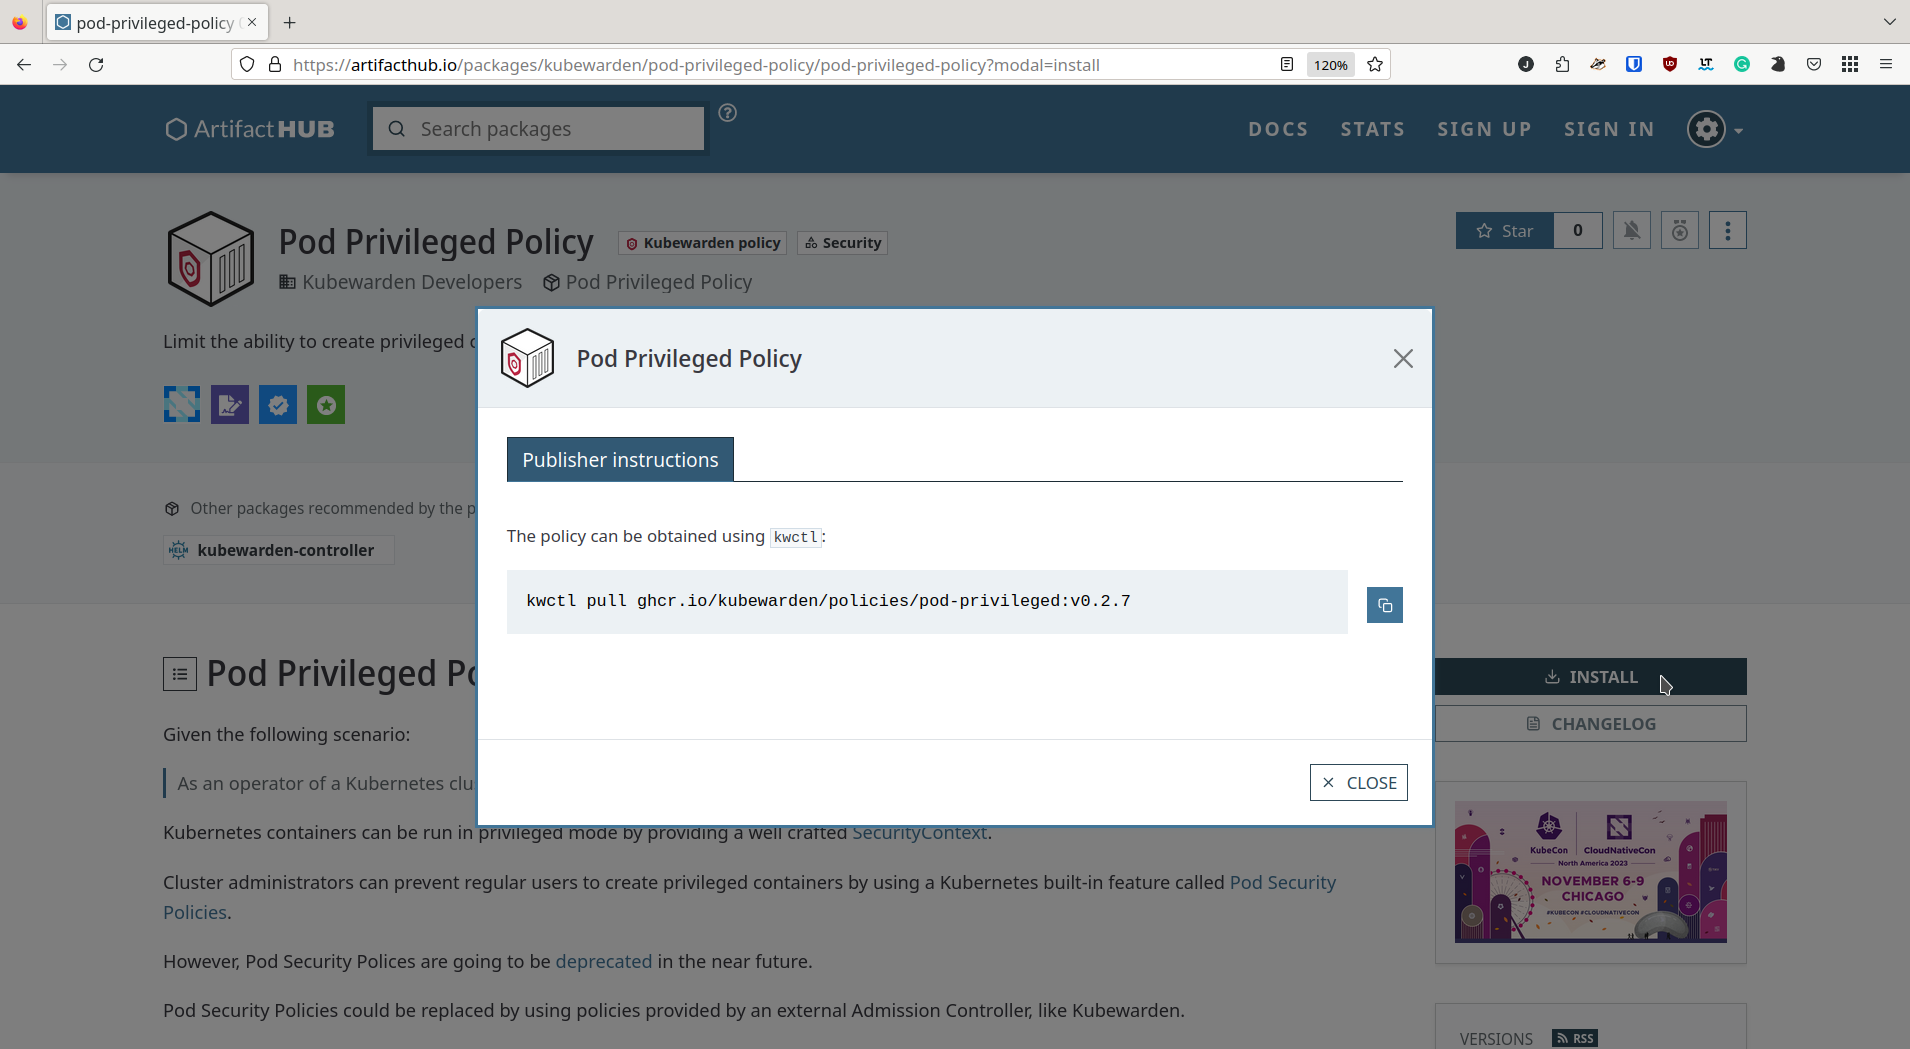 pod-privileged-policy
https://artifacthub.io/packages/kubewarden/pod-privileged-policy/pod-privileged-policy?modal=install
120%
ArtifactHUB
Search packages
DOCS
STATS
SIGN UP
SIGN IN
Pod Privileged Policy
Kubewarden policy
Security
Star
0
Kubewarden Developers
Pod Privileged Policy
Limit the ability to create privileged
Pod Privileged Policy
Publisher instructions
The policy can be obtained using kwctl:
kwctl pull ghcr.io/kubewarden/policies/pod-privileged:v0.2.7
CLOSE
Other packages recommended by the
HELM
kubewarden-controller
Pod Privileged
INSTALL
CHANGELOG
Given the following scenario:
As an operator of a Kubernetes
Kubernetes containers can be run in privileged mode by providing a well crafted SecurityContext.
Cluster administrators can prevent regular users to create privileged containers by using a Kubernetes built-in feature called Pod Security
Policies.
However, Pod Security Polices are going to be deprecated in the near future.
Pod Security Policies could be replaced by using policies provided by an external Admission Controller, like Kubewarden.
KubeCon
CloudNativeCon
North America 2023
NOVEMBER 6-9
CHICAGO
#KUBECON #CLOUDNATIVECON
VERSIONS
RSS